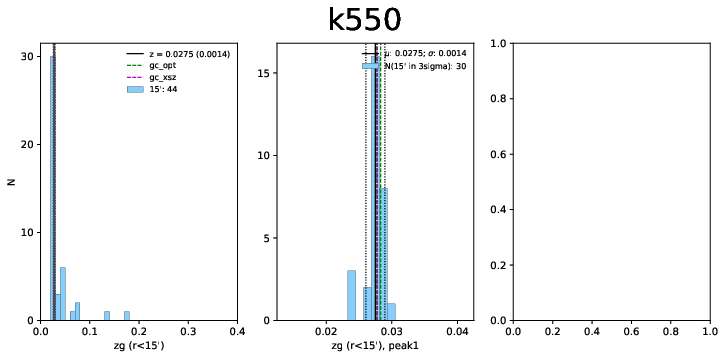 k550
z = 0.0275 (0.0014)
gc_opt
gc_xsz
15': 44
N
30
20
10
0
0.0 0.1 0.2 0.3 0.4
zg (r<15')
μ: 0.0275; σ: 0.0014
N(15' in 3sigma): 30
15
10
5
0
0.02 0.03 0.04
zg (r<15'), peak1
1.0
0.8
0.6
0.4
0.2
0.0
0.0 0.2 0.4 0.6 0.8 1.0